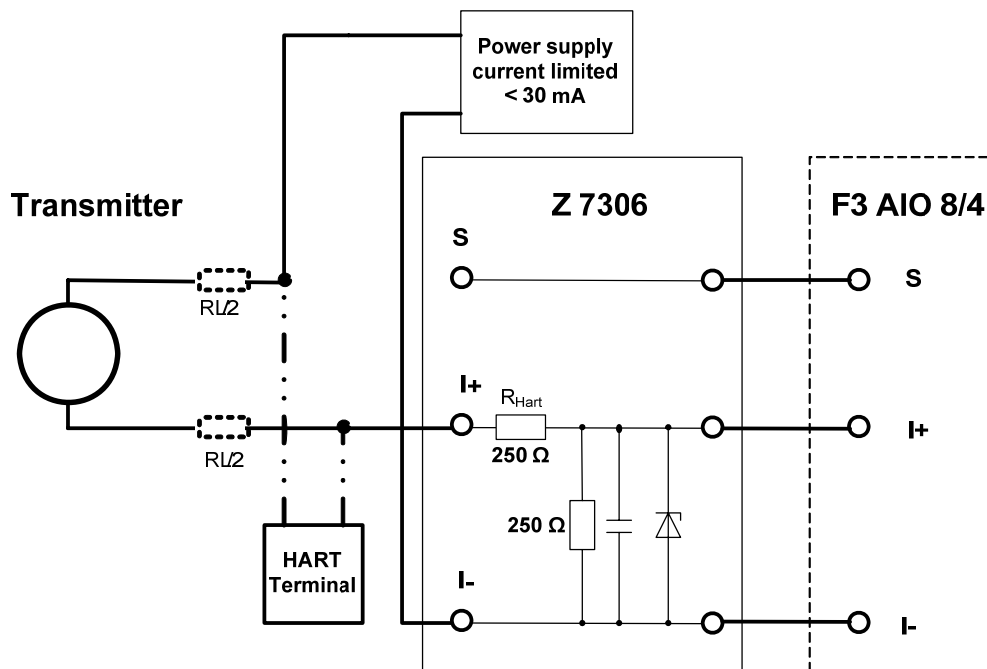 Power supply
current limited
< 30 mA
Transmitter
Z 7306
F3 AIO 8/4
S
S
RL/2
I+
R_Hart
I+
250 Ω
RL/2
250 Ω
HART
Terminal
I-
I-